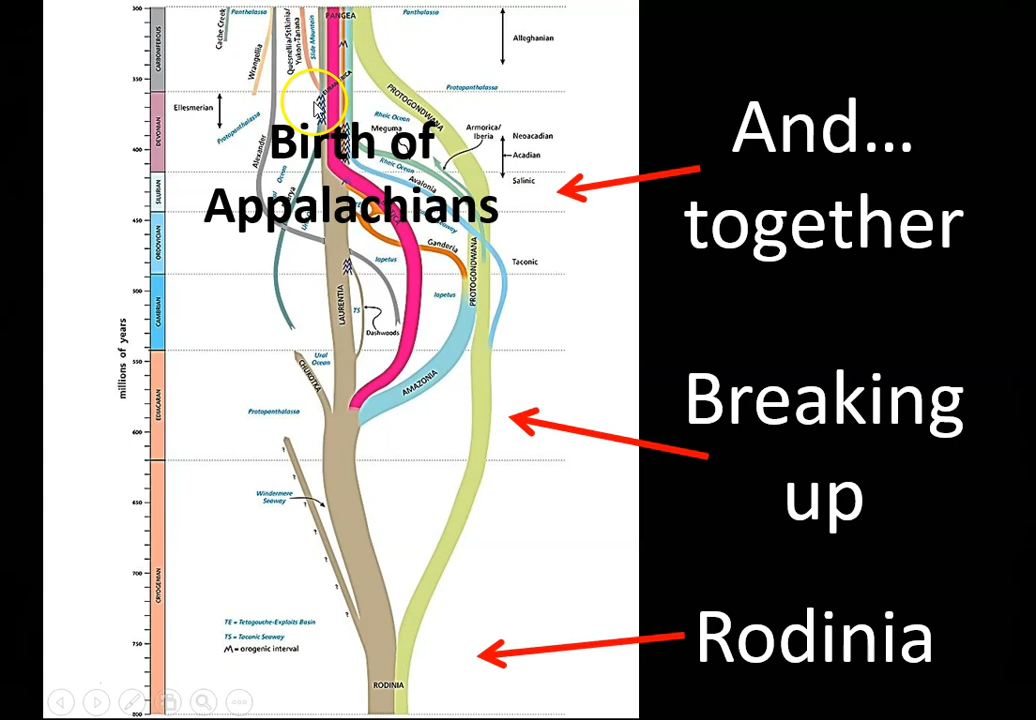 300
350
400
450
500
550
600
650
700
750
800
millions of years
CARBONIFEROUS
DEVONIAN
SILURIAN
ORDOVICIAN
CAMBRIAN
EDIACARAN
CRYOGENIAN
Panthalassa
PANGEA
Panthalassa
Cache Creek
Wrangellia
Quesnellia/Stikinia/
Yukon-Tanana
Slide Mountain
Alleghanian
PROTOGONDWANA
Protopanthalassa
Ellesmerian
Protopanthalassa
Rheic Ocean
Meguma
Armorica/
Iberia
Neoacadian
Acadian
Salinic
Birth of
Appalachians
Alexander
Ocean
Rheic Ocean
Avalonia
Ganderia
Iapetus
Iapetus
Taconic
PROTOGONDWANA
LAURENTIA
TS
Dashwoods
Ural
Ocean
CHUKOTKA
AMAZONIA
Protopanthalassa
Windermere
Seaway
?
?
?
?
?
?
TE = Tetagouche-Exploits Basin
TS = Taconic Seaway
= orogenic interval
RODINIA
And...
together
Breaking
up
Rodinia